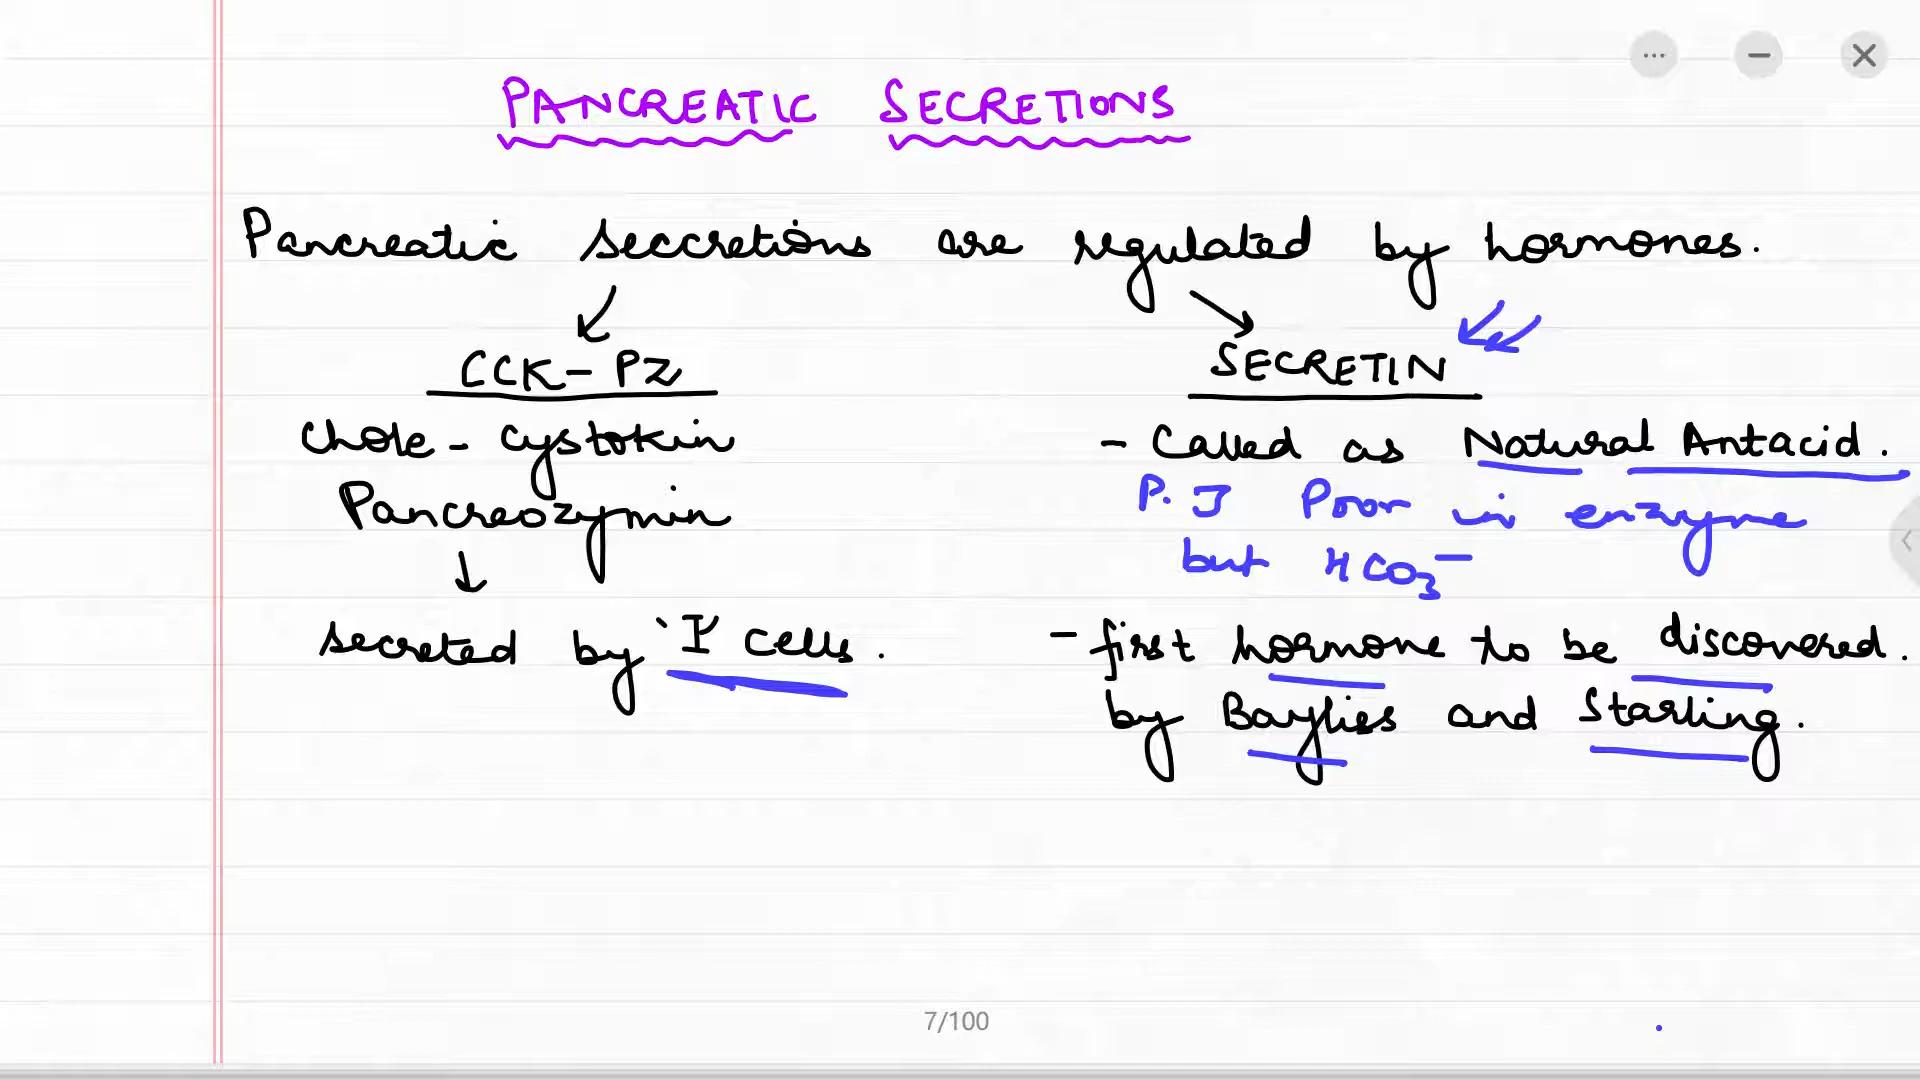 PANCREATIC SECRETIONS
Pancreatic seccretions are regulated by hormones.
CCK-PZ
Chole-cystokin
Pancreozymin
secreted by 'I' cells.
SECRETIN
- Called as Natural Antacid.
P.J Poor in enzyme
but HCO3-
- first hormone to be discovered.
by Baylies and Starling.
7/100